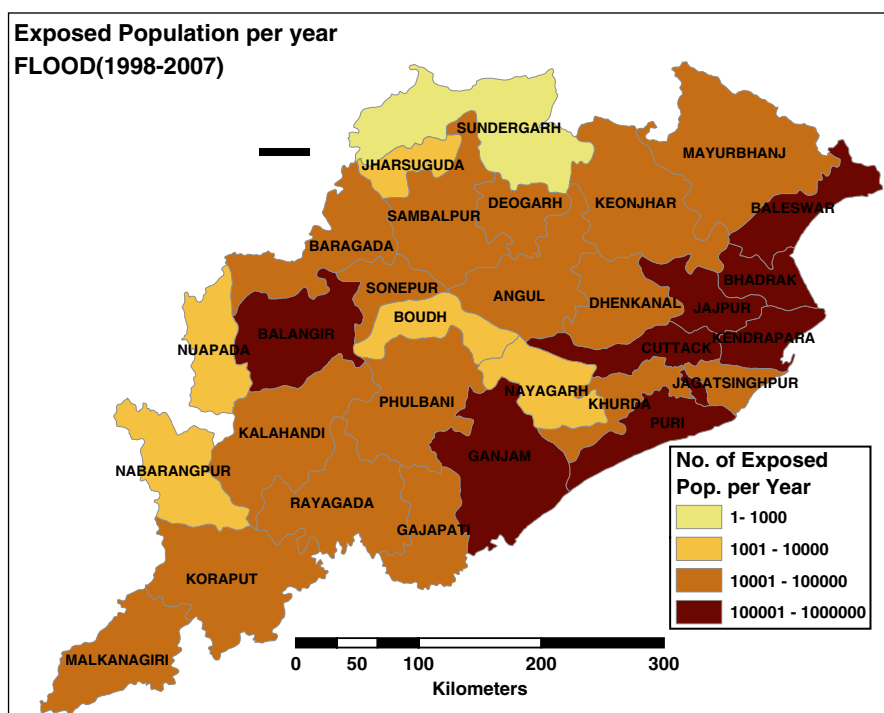 Exposed Population per year
FLOOD(1998-2007)
SUNDERGARH
MAYURBHANJ
JHARSUGUDA
DEOGARH
KEONJHAR
BALESWAR
SAMBALPUR
BARAGADA
BHADRAK
SONEPUR
ANGUL
DHENKANAL
JAJPUR
BOUDH
BALANGIR
KENDRAPARA
CUTTACK
NUAPADA
JAGATSINGHPUR
NAYAGARH
PHULBANI
KHURDA
PURI
KALAHANDI
GANJAM
NABARANGPUR
RAYAGADA
GAJAPATI
KORAPUT
MALKANAGIRI
No. of Exposed
Pop. per Year
1- 1000
1001 - 10000
10001 - 100000
100001 - 1000000
0 50 100 200 300
Kilometers